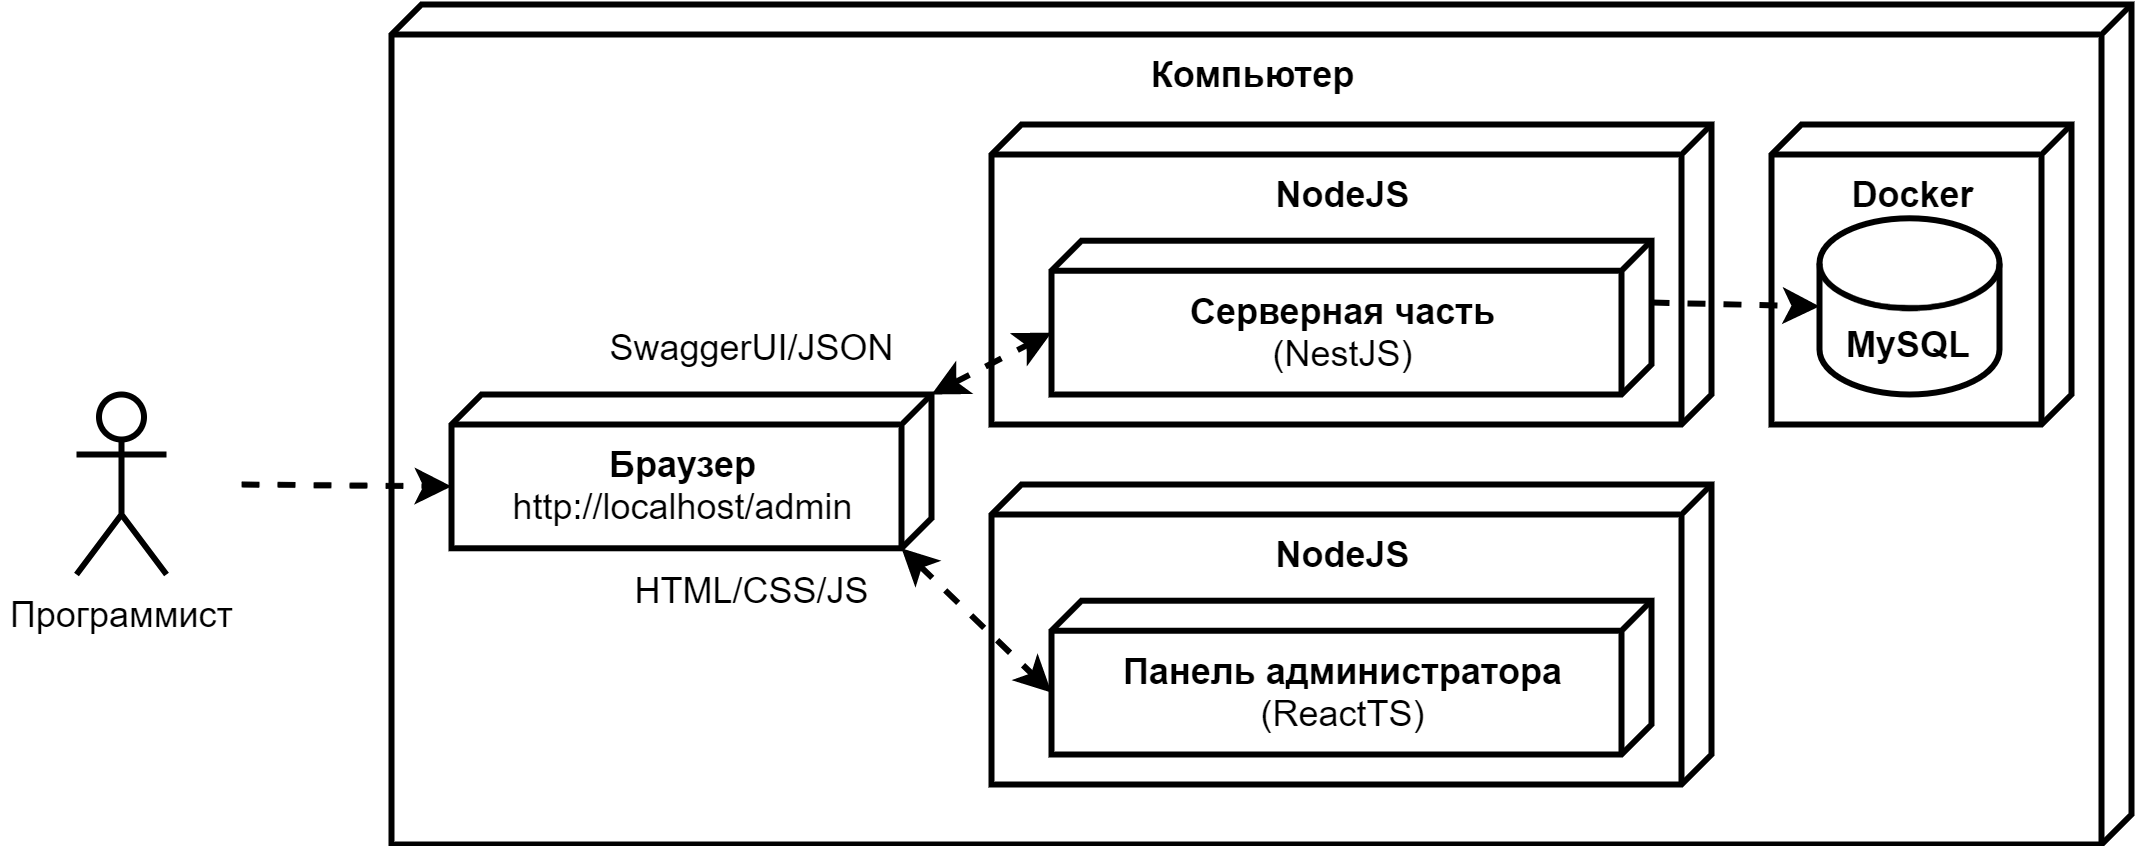 Компьютер
NodeJS
Docker
Серверная часть
(NestJS)
MySQL
SwaggerUI/JSON
Браузер
http://localhost/admin
HTML/CSS/JS
Программист
NodeJS
Панель администратора
(ReactTS)